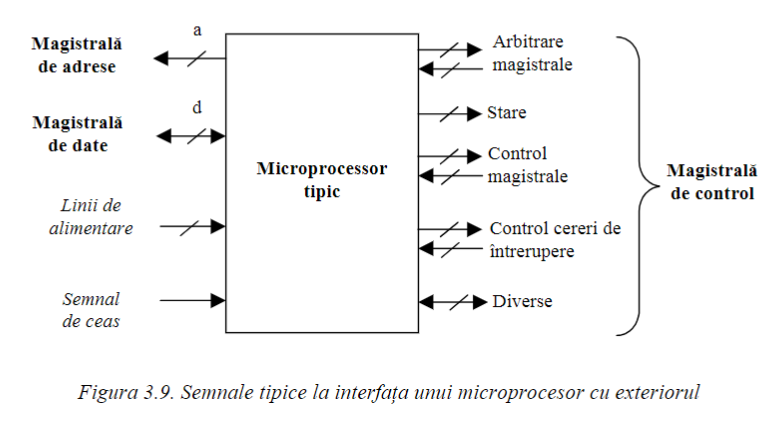 a
Magistrală
de adrese
d
Magistrală
de date
Linii de
alimentare
Semnal
de ceas
Microprocessor
tipic
Arbitrare
magistrale
Stare
Control
magistrale
Control cereri de
întrerupere
Diverse
Magistrală
de control
Figura 3.9. Semnale tipice la interfața unui microprocesor cu exteriorul